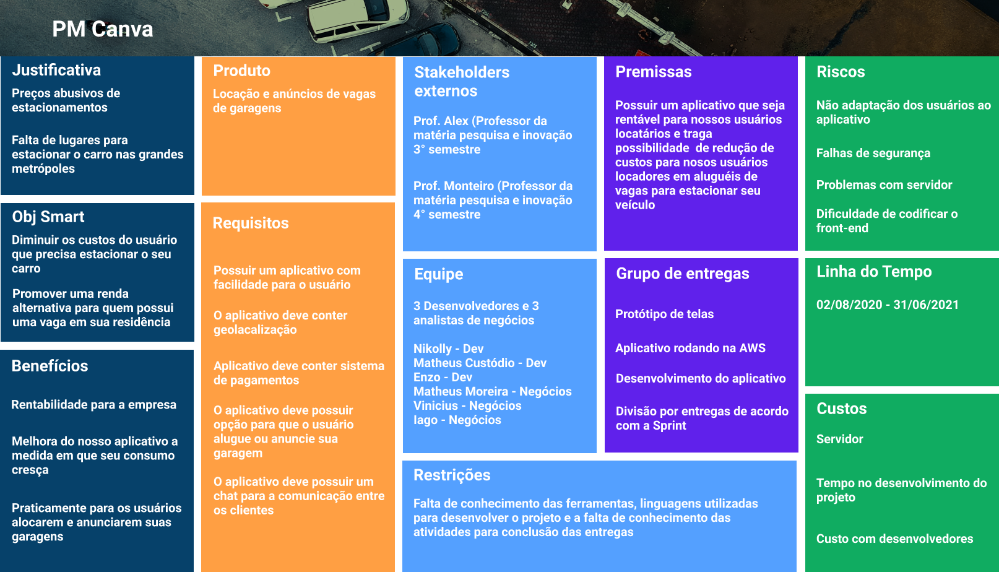 PM Canva
Justificativa
Preços abusivos de
estacionamentos
Falta de lugares para
estacionar o carro nas grandes
metrópoles
Obj Smart
Diminuir os custos do usuário
que precisa estacionar o seu
carro
Promover uma renda
alternativa para quem possui
uma vaga em sua residência
Benefícios
Rentabilidade para a empresa
Melhora do nosso aplicativo a
medida em que seu consumo
cresça
Praticamente para os usuários
alocarem e anunciarem suas
garagens
Produto
Locação e anúncios de vagas
de garagens
Requisitos
Possuir um aplicativo com
facilidade para o usuário
O aplicativo deve conter
geolacalização
Aplicativo deve conter sistema
de pagamentos
O aplicativo deve possuir
opção para que o usuário
alugue ou anuncie sua
garagem
O aplicativo deve possuir um
chat para a comunicação entre
os clientes
Stakeholders
externos
Prof. Alex (Professor da
matéria pesquisa e inovação
3° semestre
Prof. Monteiro (Professor da
matéria pesquisa e inovação
4° semestre
Equipe
3 Desenvolvedores e 3
analistas de negócios
Nikolly - Dev
Matheus Custódio - Dev
Enzo - Dev
Matheus Moreira - Negócios
Vinicius - Negócios
Iago - Negócios
Premissas
Possuir um aplicativo que seja
rentável para nossos usuários
locatários e traga
possibilidade  de redução de
custos para nosos usuários
locadores em aluguéis de
vagas para estacionar seu
veículo
Grupo de entregas
Protótipo de telas
Aplicativo rodando na AWS
Desenvolvimento do aplicativo
Divisão por entregas de acordo
com a Sprint
Restrições
Falta de conhecimento das ferramentas, linguagens utilizadas
para desenvolver o projeto e a falta de conhecimento das
atividades para conclusão das entregas
Riscos
Não adaptação dos usuários ao
aplicativo
Falhas de segurança
Problemas com servidor
Dificuldade de codificar o
front-end
Linha do Tempo
02/08/2020 - 31/06/2021
Custos
Servidor
Tempo no desenvolvimento do
projeto
Custo com desenvolvedores